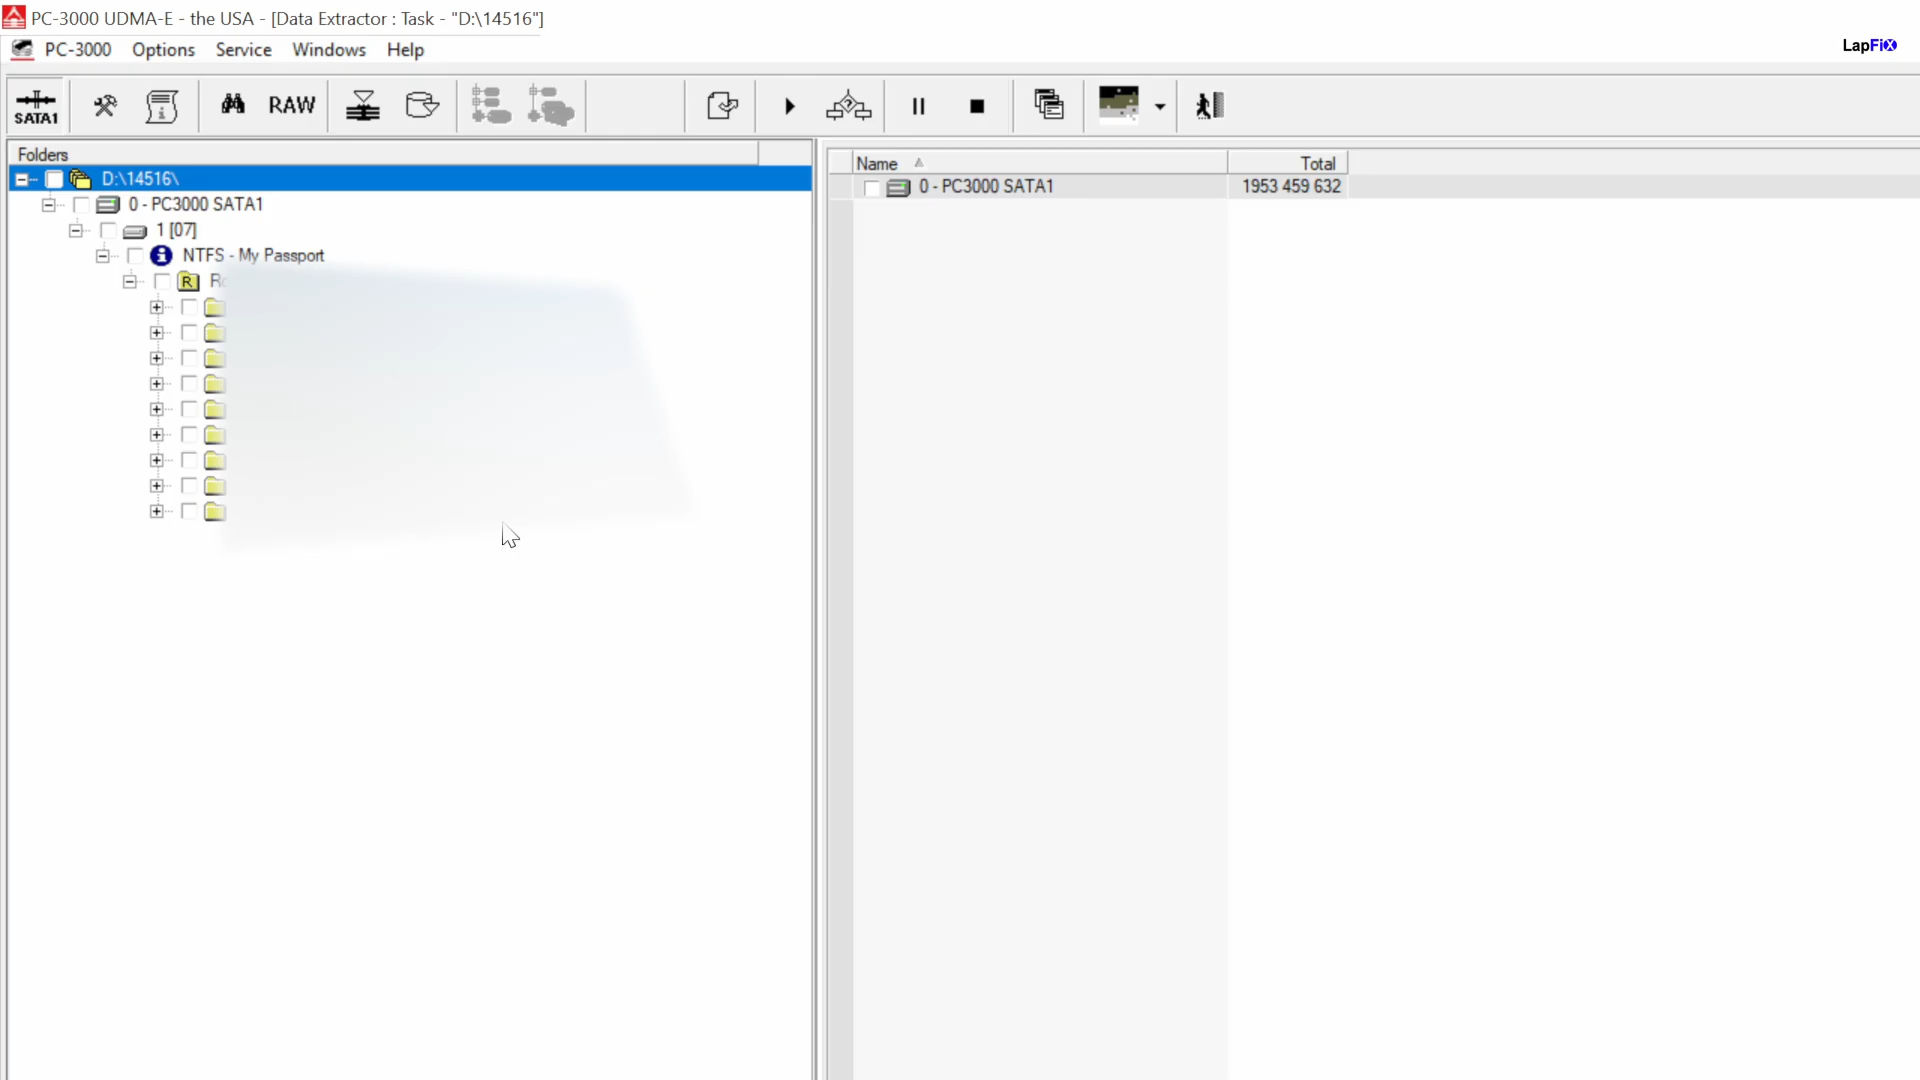 PC-3000 UDMA-E - the USA - [Data Extractor : Task - "D:\14516"]
PC-3000 Options Service Windows Help
LapFiX
SATA1
RAW
Folders
D:\14516\
0 - PC3000 SATA1
1 [07]
NTFS - My Passport
R
Name Total
0 - PC3000 SATA1 1953 459 632